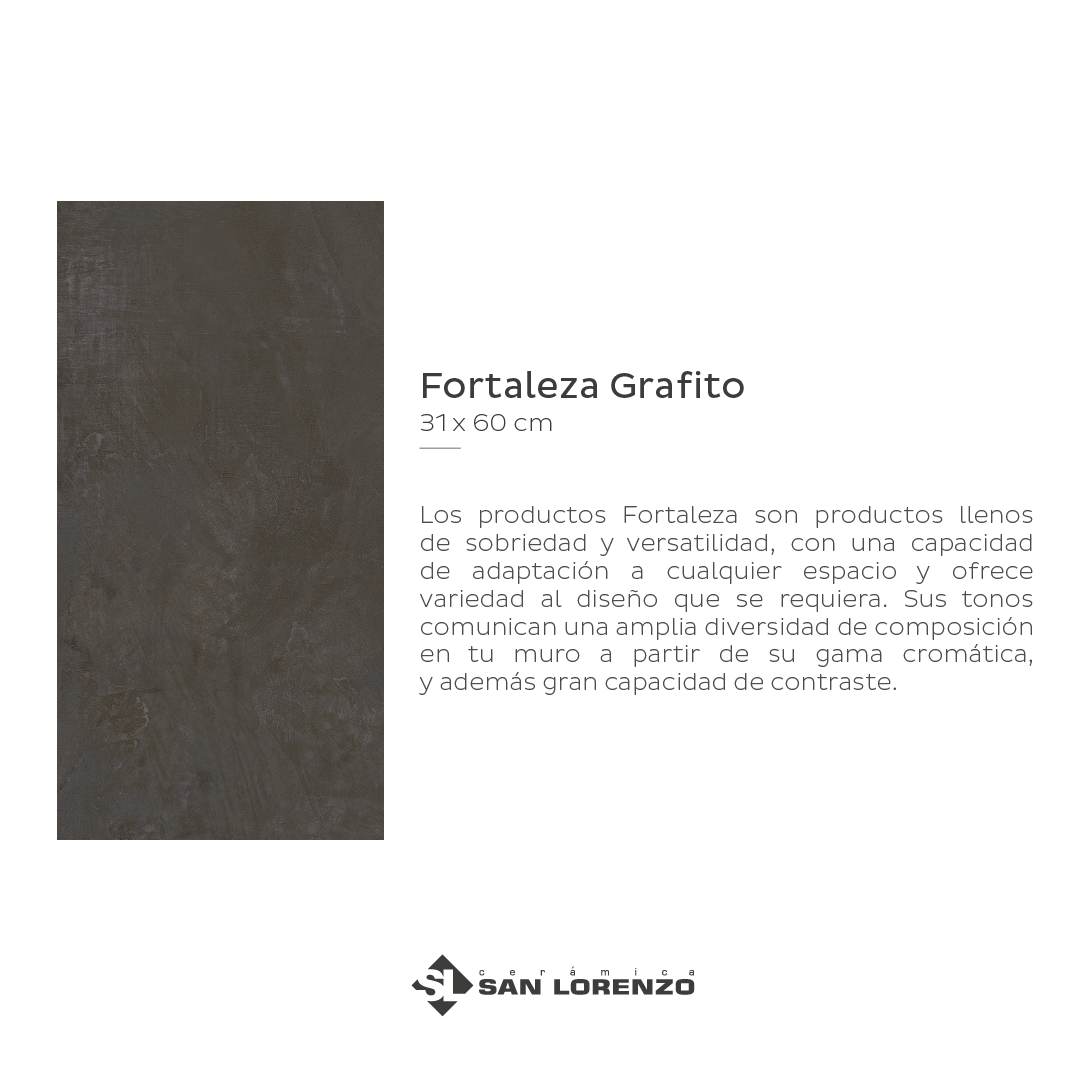 Fortaleza Grafito
31 x 60 cm
Los productos Fortaleza son productos llenos
de sobriedad y versatilidad, con una capacidad
de adaptación a cualquier espacio y ofrece
variedad al diseño que se requiera. Sus tonos
comunican una amplia diversidad de composición
en tu muro a partir de su gama cromática,
y además gran capacidad de contraste.
SL
cerámica
SAN LORENZO